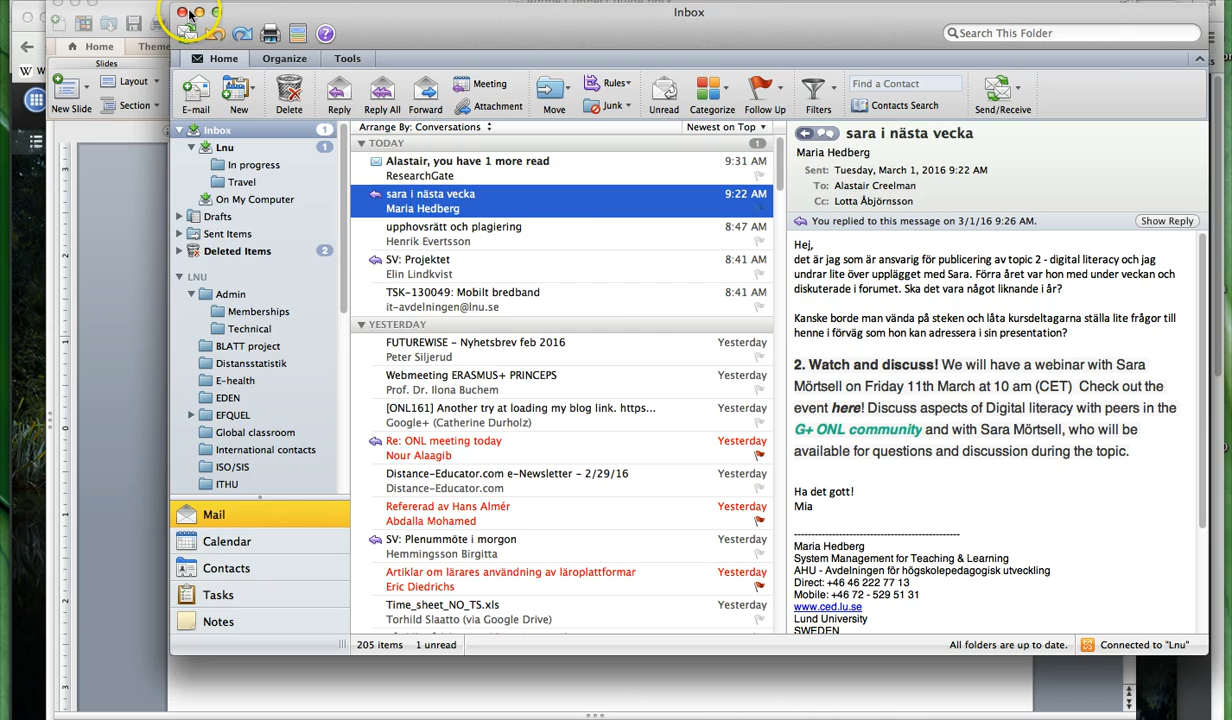 Inbox
Search This Folder
Home
Theme
Slides
Layout
New Slide
Section
W
Home Organize Tools
E-mail New Delete Reply Reply All Forward
Meeting
Attachment
Move
Rules
Junk
Unread Categorize Follow Up Filters
Find a Contact
Contacts Search
Send/Receive
Inbox 1
Lnu 1
In progress
Travel
On My Computer
Drafts
Sent Items
Deleted Items 2
LNU
Admin
Memberships
Technical
BLATT project
Distansstatistik
E-health
EDEN
EFQUEL
Global classroom
International contacts
ISO/SIS
ITHU
Mail
Calendar
Contacts
Tasks
Notes
Arrange By: Conversations Newest on Top
TODAY 1
Alastair, you have 1 more read 9:31 AM
ResearchGate
sara i nästa vecka 9:22 AM
Maria Hedberg
upphovsrätt och plagiering 8:47 AM
Henrik Evertsson
SV: Projektet 8:41 AM
Elin Lindkvist
TSK-130049: Mobilt bredband 8:41 AM
it-avdelningen@lnu.se
YESTERDAY
FUTUREWISE - Nyhetsbrev feb 2016 Yesterday
Peter Siljerud
Webmeeting ERASMUS+ PRINCEPS Yesterday
Prof. Dr. Ilona Buchem
[ONL161] Another try at loading my blog link. https... Yesterday
Google+ (Catherine Durholz)
Re: ONL meeting today Yesterday
Nour Alaagib
Distance-Educator.com e-Newsletter - 2/29/16 Yesterday
Distance-Educator.com
Refererad av Hans Almér Yesterday
Abdalla Mohamed
SV: Plenummöte i morgon Yesterday
Hemmingsson Birgitta
Artiklar om lärares användning av läroplattformar Yesterday
Eric Diedrichs
Time_sheet_NO_TS.xls Yesterday
Torhild Slaatto (via Google Drive)
sara i nästa vecka
Maria Hedberg
Sent: Tuesday, March 1, 2016 9:22 AM
To: Alastair Creelman
Cc: Lotta Åbjörnsson
You replied to this message on 3/1/16 9:26 AM. Show Reply
Hej,
det är jag som är ansvarig för publicering av topic 2 - digital literacy och jag
undrar lite över upplägget med Sara. Förra året var hon med under veckan och
diskuterade i forumet. Ska det vara något liknande i år?
Kanske borde man vända på steken och låta kursdeltagarna ställa lite frågor till
henne i förväg som hon kan adressera i sin presentation?
2. Watch and discuss! We will have a webinar with Sara
Mörtsell on Friday 11th March at 10 am (CET) Check out the
event here! Discuss aspects of Digital literacy with peers in the
G+ ONL community and with Sara Mörtsell, who will be
available for questions and discussion during the topic.
Ha det gott!
Mia
----------------------------------------
Maria Hedberg
System Management for Teaching & Learning
AHU - Avdelningen för högskolepedagogisk utveckling
Direct: +46 46 222 77 13
Mobile: +46 72 - 529 51 31
www.ced.lu.se
Lund University
SWEDEN
205 items 1 unread
All folders are up to date. Connected to "Lnu"